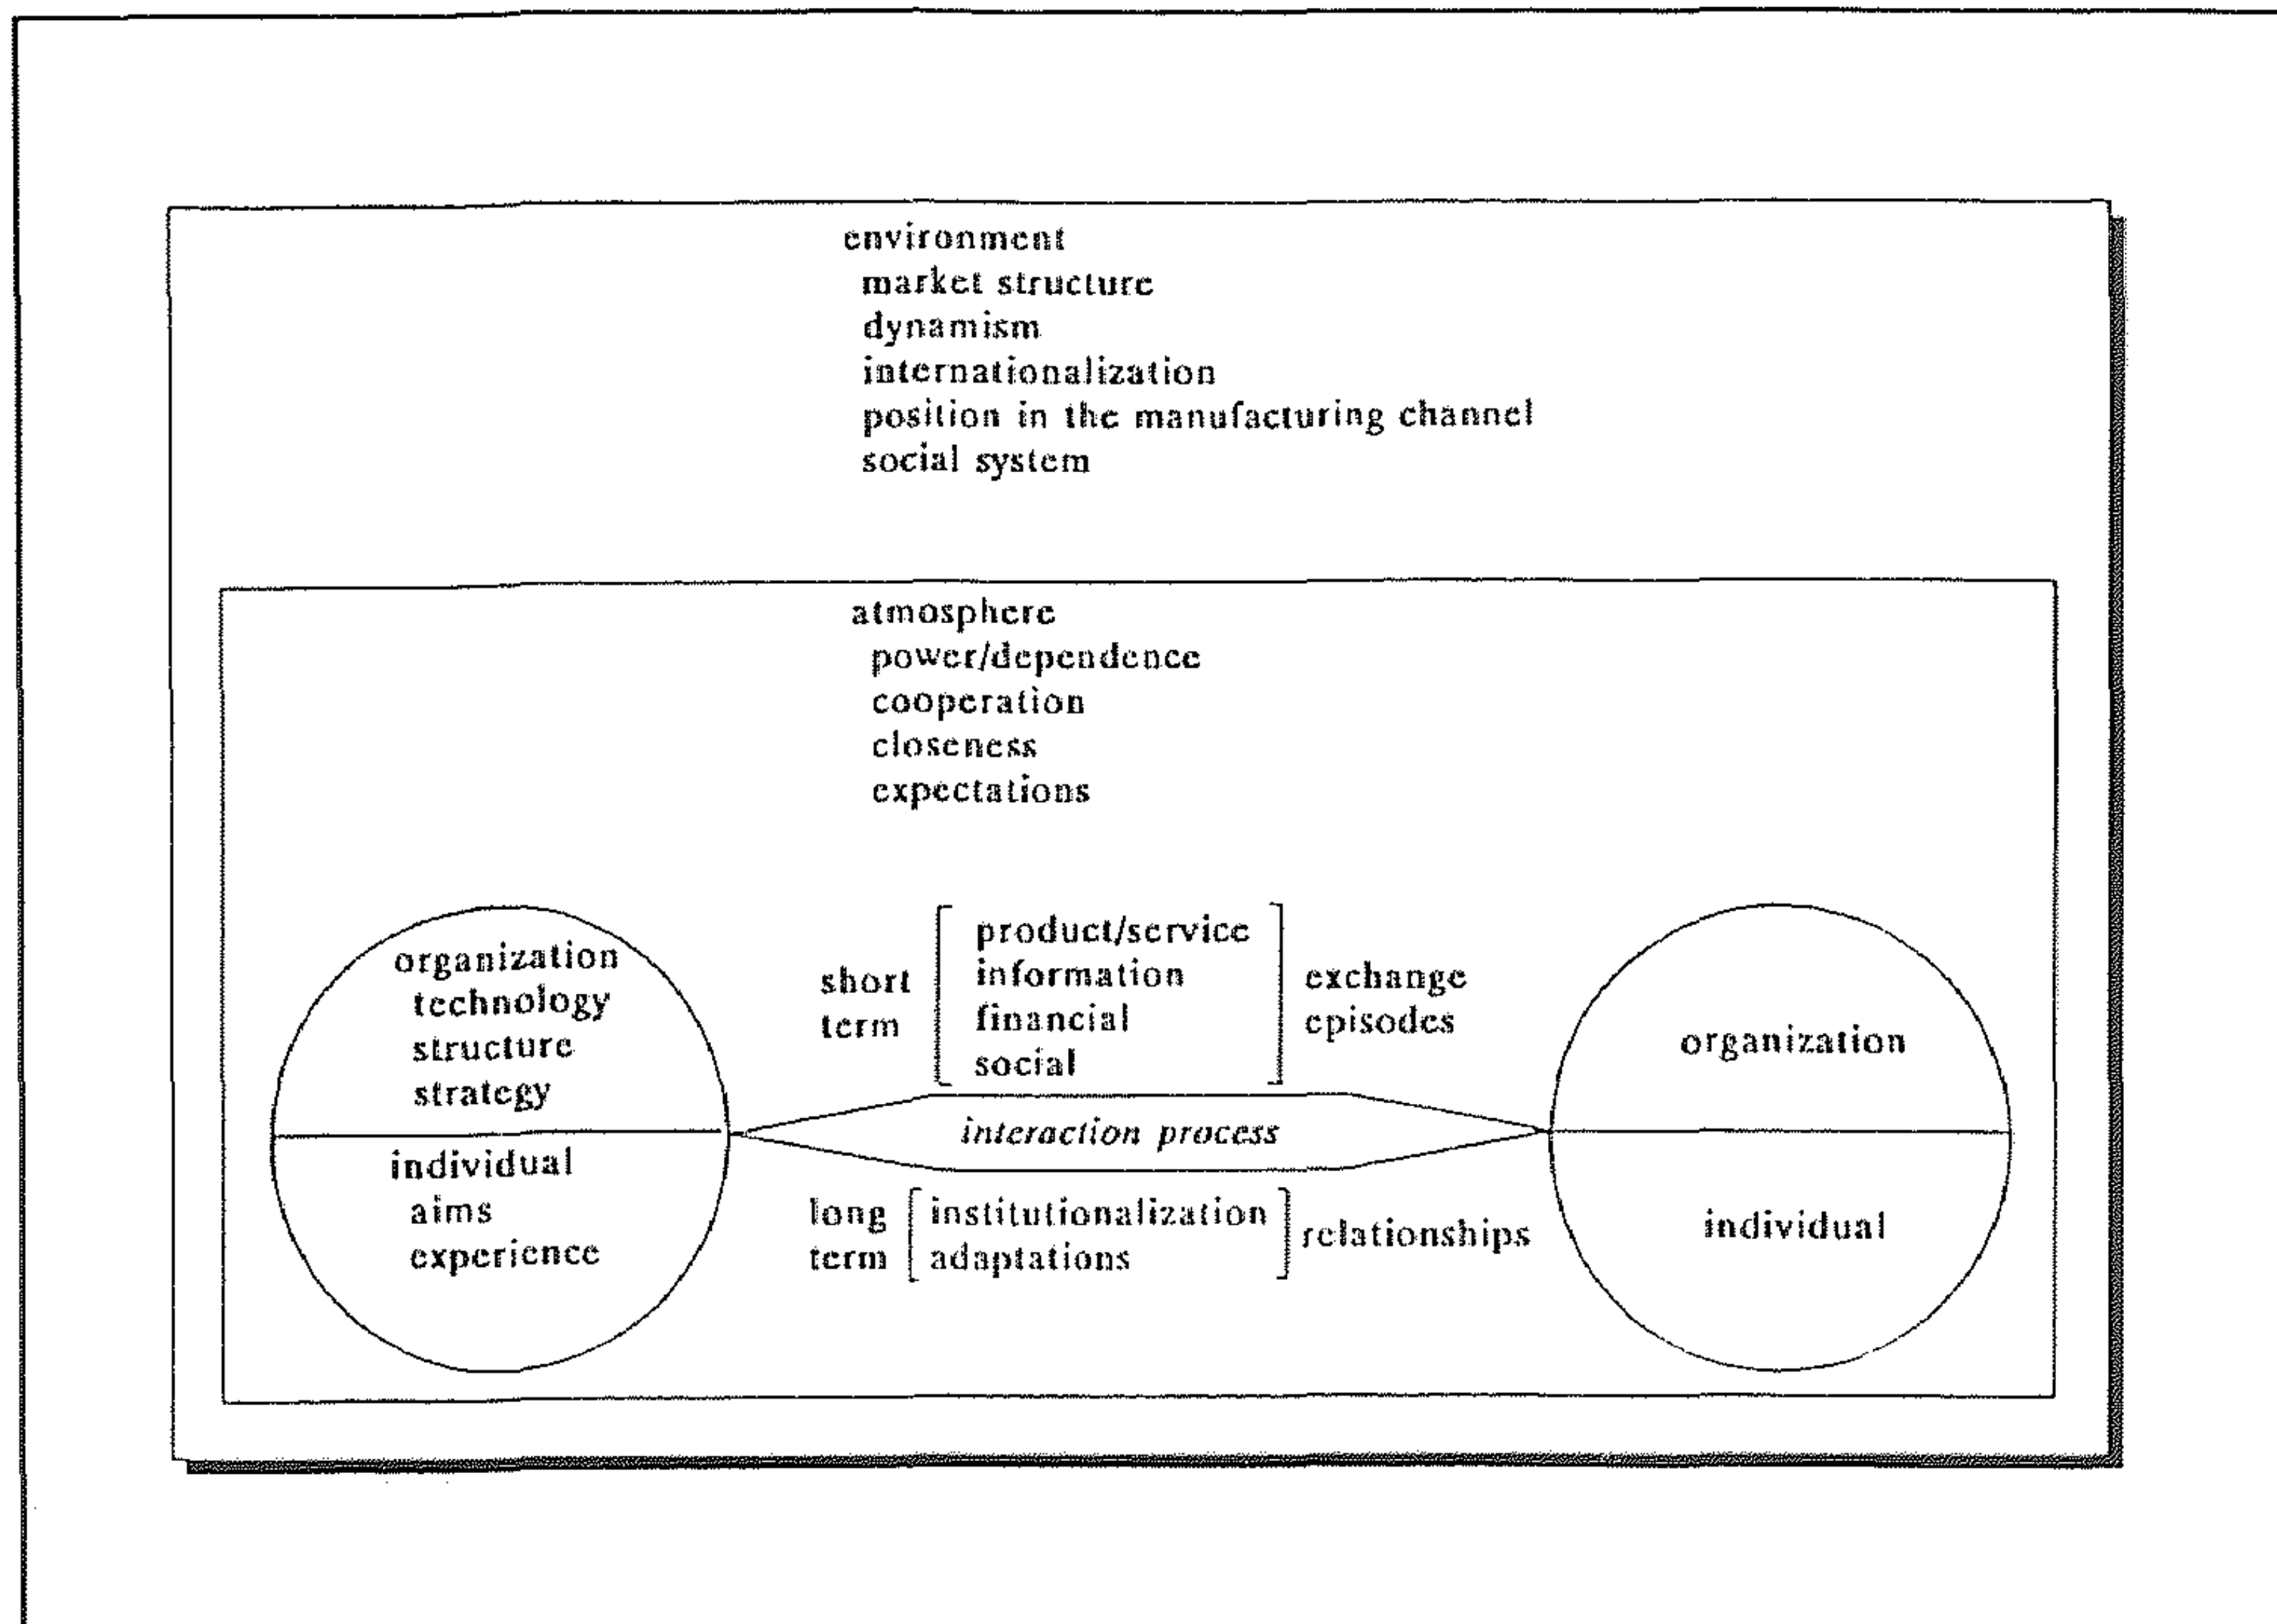 environment
market structure
dynamism
internationalization
position in the manufacturing channel
social system
atmosphere
power/dependence
cooperation
closeness
expectations
organization
technology
structure
strategy
individual
aims
experience
short
term
product/service
information
financial
social
exchange
episodes
interaction process
long
term
institutionalization
adaptations
relationships
organization
individual